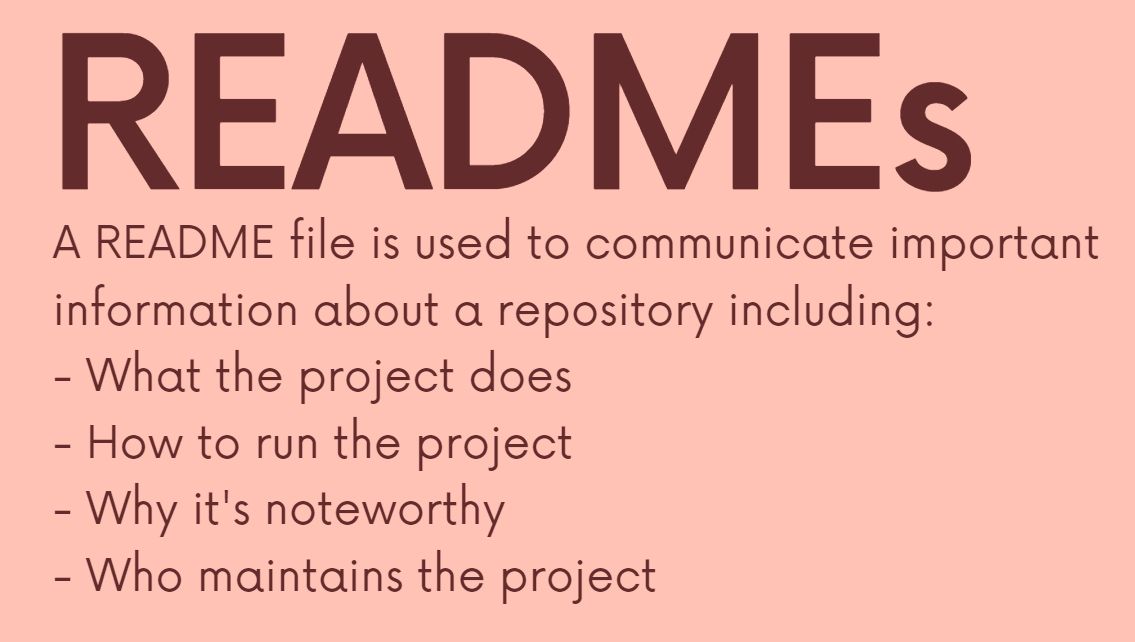 READMEs
A README file is used to communicate important
information about a repository including:
- What the project does
- How to run the project
- Why it's noteworthy
- Who maintains the project